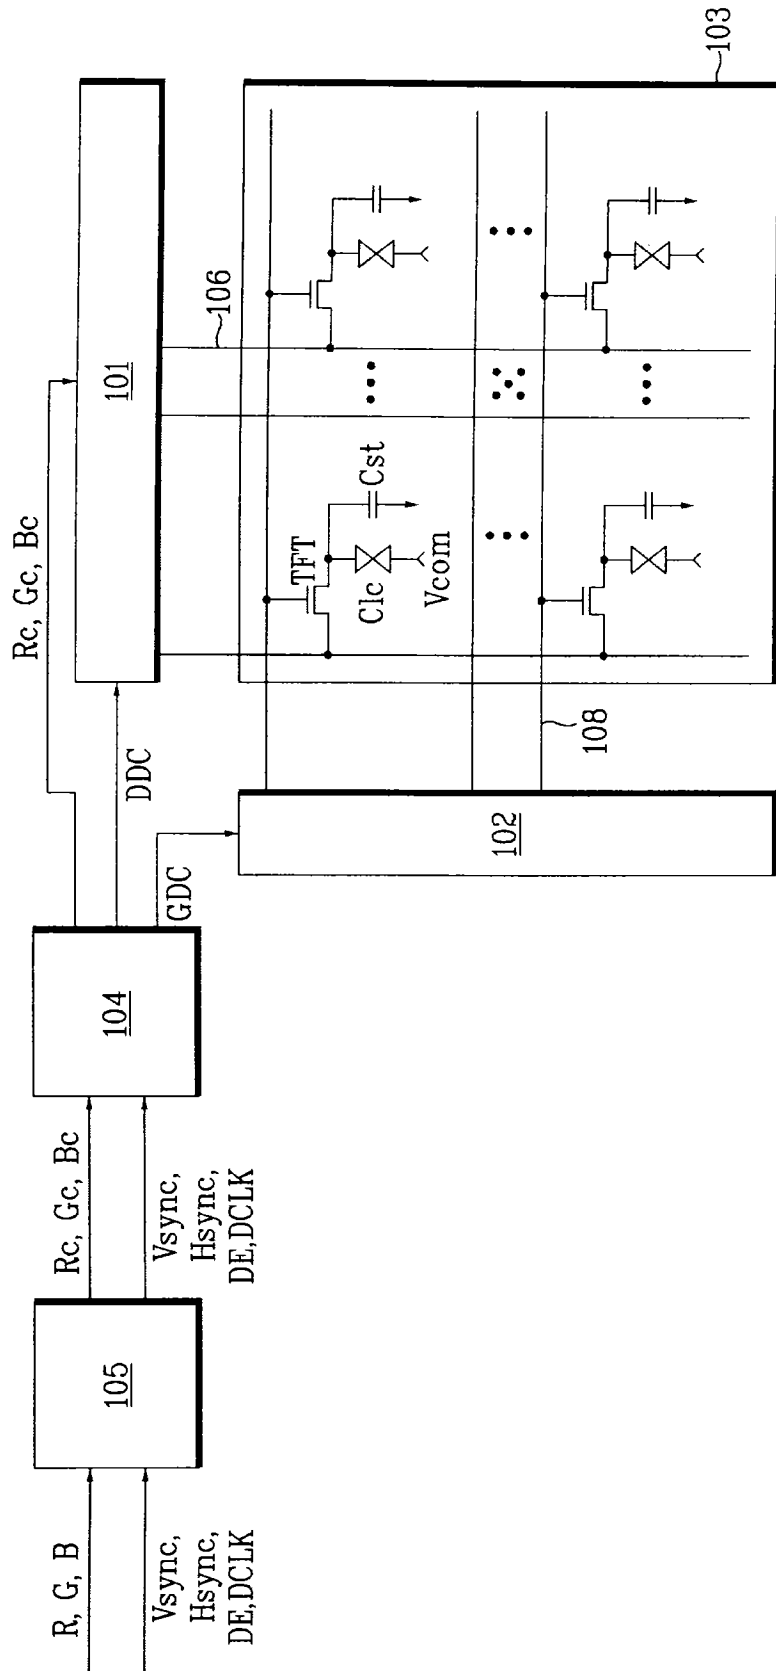 R, G, B
Vsync,
Hsync,
DE,DCLK
105
Rc, Gc, Bc
Vsync,
Hsync,
DE,DCLK
104
Rc, Gc, Bc
DDC
GDC
101
102
106
108
103
TFT
Clc
Cst
Vcom